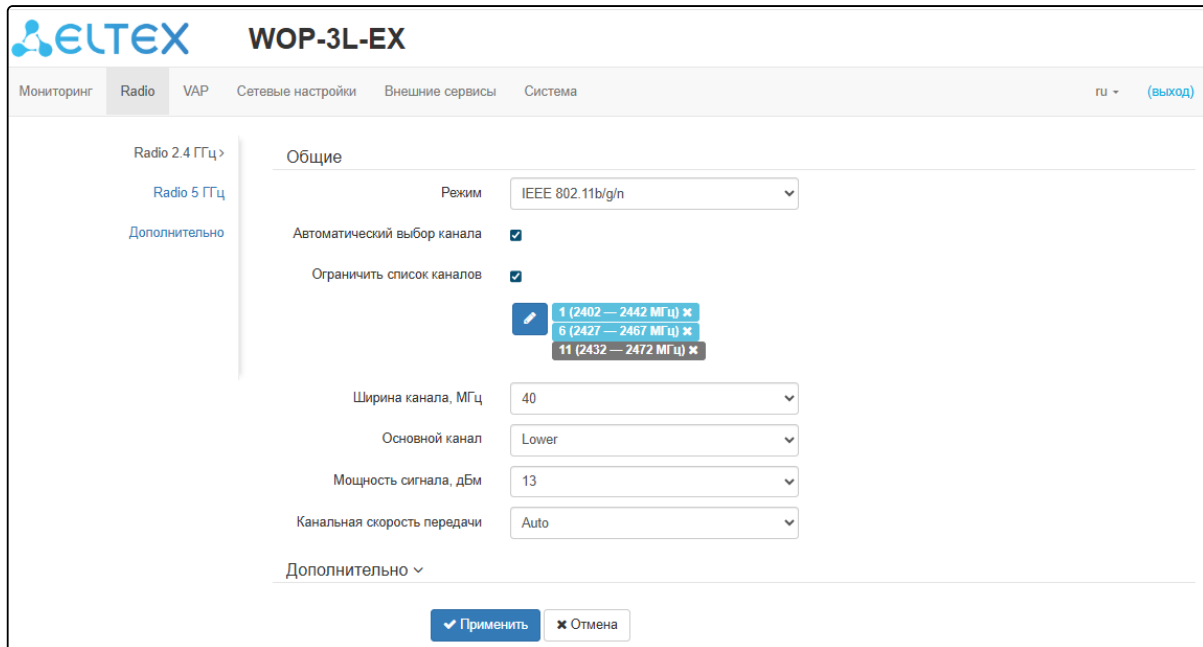 ELTEX WOP-3L-EX
Мониторинг Radio VAP Сетевые настройки Внешние сервисы Система ru (выход)
Radio 2.4 ГГц
Radio 5 ГГц
Дополнительно
Общие
Режим IEEE 802.11b/g/n
Автоматический выбор канала
Ограничить список каналов
1 (2402 — 2442 МГц) ✖
6 (2427 — 2467 МГц) ✖
11 (2432 — 2472 МГц) ✖
Ширина канала, МГц 40
Основной канал Lower
Мощность сигнала, дБм 13
Канальная скорость передачи Auto
Дополнительно
✔ Применить ✖ Отмена